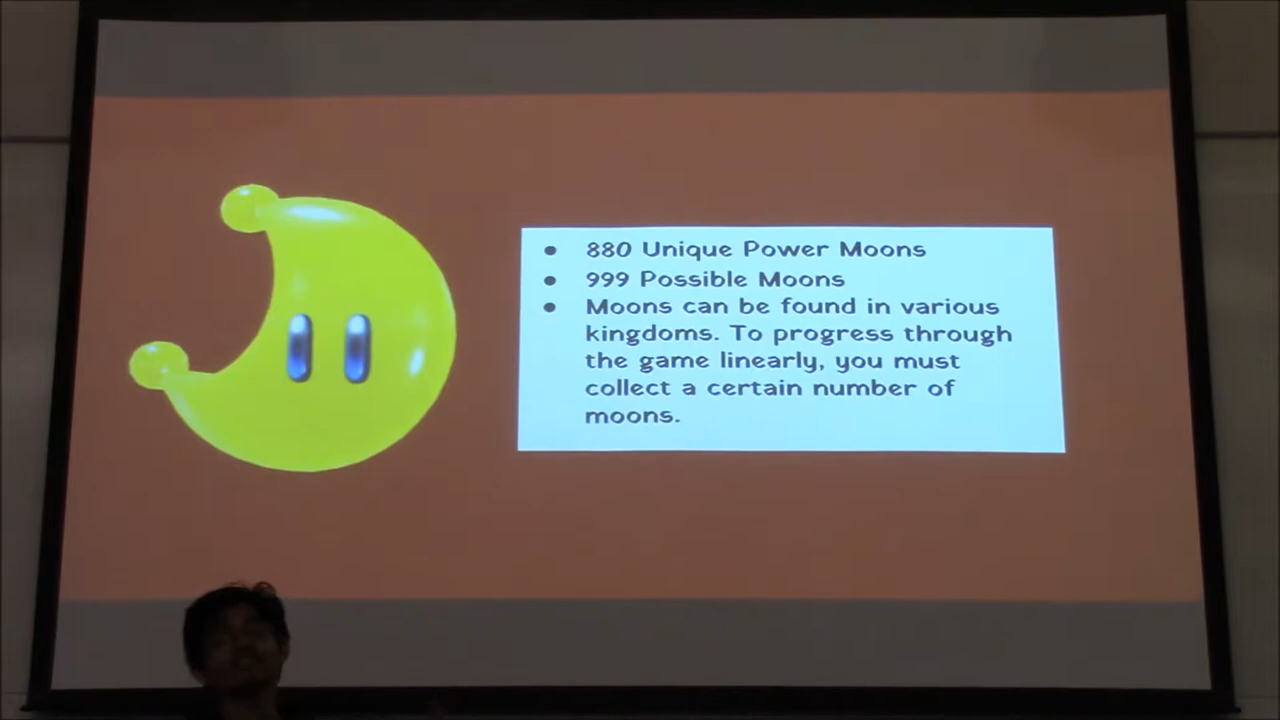 ● 880 Unique Power Moons
● 999 Possible Moons
● Moons can be found in various
kingdoms. To progress through
the game linearly, you must
collect a certain number of
moons.